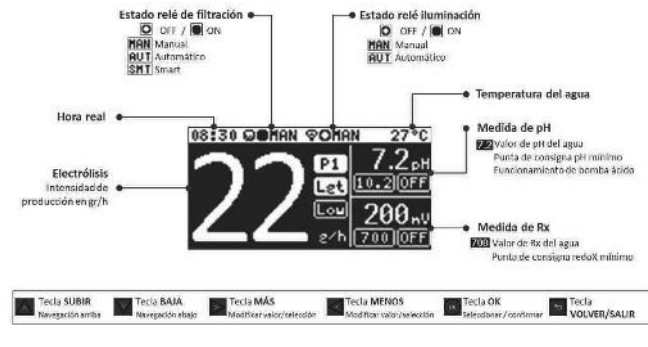 Estado relé de filtración
OFF / ON
MAN Manual
AUT Automático
SMT Smart
Estado relé iluminación
OFF / ON
MAN Manual
AUT Automático
Temperatura del agua
Hora real
08:30 MAN MAN 27°C
Medida de pH
7.2 Valor de pH del agua
Punta de consigna pH mínimo
Funcionamiento de bomba ácido
Electrólisis
Intensidad de
producción en gr/h
22
P1
Lgt
Low
g/h
7.2 pH
10.2 OFF
200 mV
700 OFF
Medida de Rx
700 Valor de Rx del agua
Punta de consigna redoX mínimo
Tecla SUBIR
Navegación arriba
Tecla BAJA
Navegación abajo
Tecla MÁS
Modificar valor/selección
Tecla MENOS
Modificar valor/selección
OK
Tecla OK
Seleccionar / confirmar
Tecla
VOLVER/SALIR